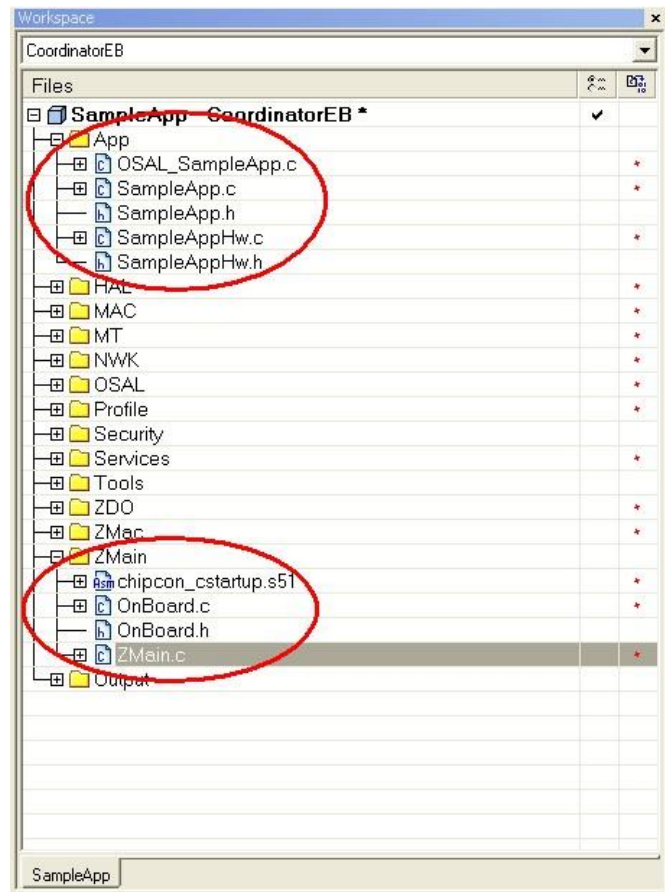 Workspace
CoordinatorEB
Files
SampleApp - CoordinatorEB *
App
OSAL_SampleApp.c
SampleApp.c
SampleApp.h
SampleAppHw.c
SampleAppHw.h
HAL
MAC
MT
NWK
OSAL
Profile
Security
Services
Tools
ZDO
ZMac
ZMain
chipcon_cstartup.s51
OnBoard.c
OnBoard.h
ZMain.c
Output
SampleApp